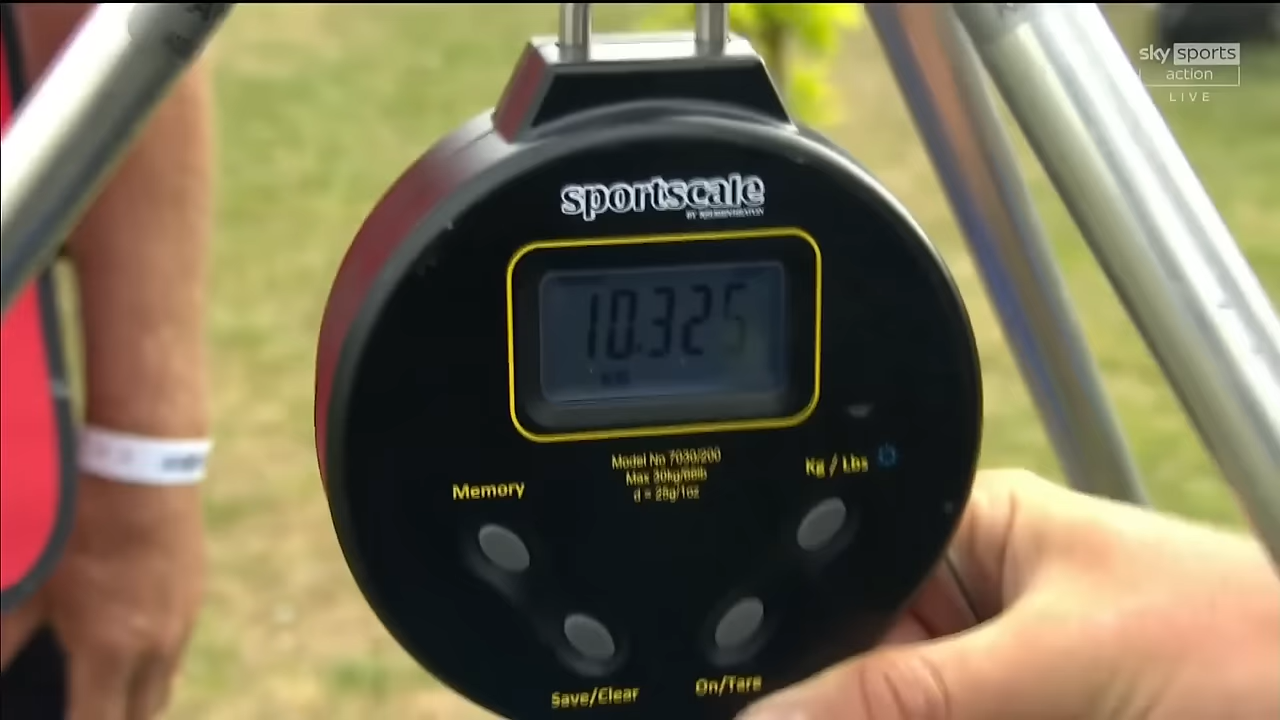 sky sports
action
LIVE
sportscale
10.325
Model No 7030/200
Max 30kg/66lb
d = 25g/1oz
Kg / Lbs
Memory
Save/Clear
On/Tare